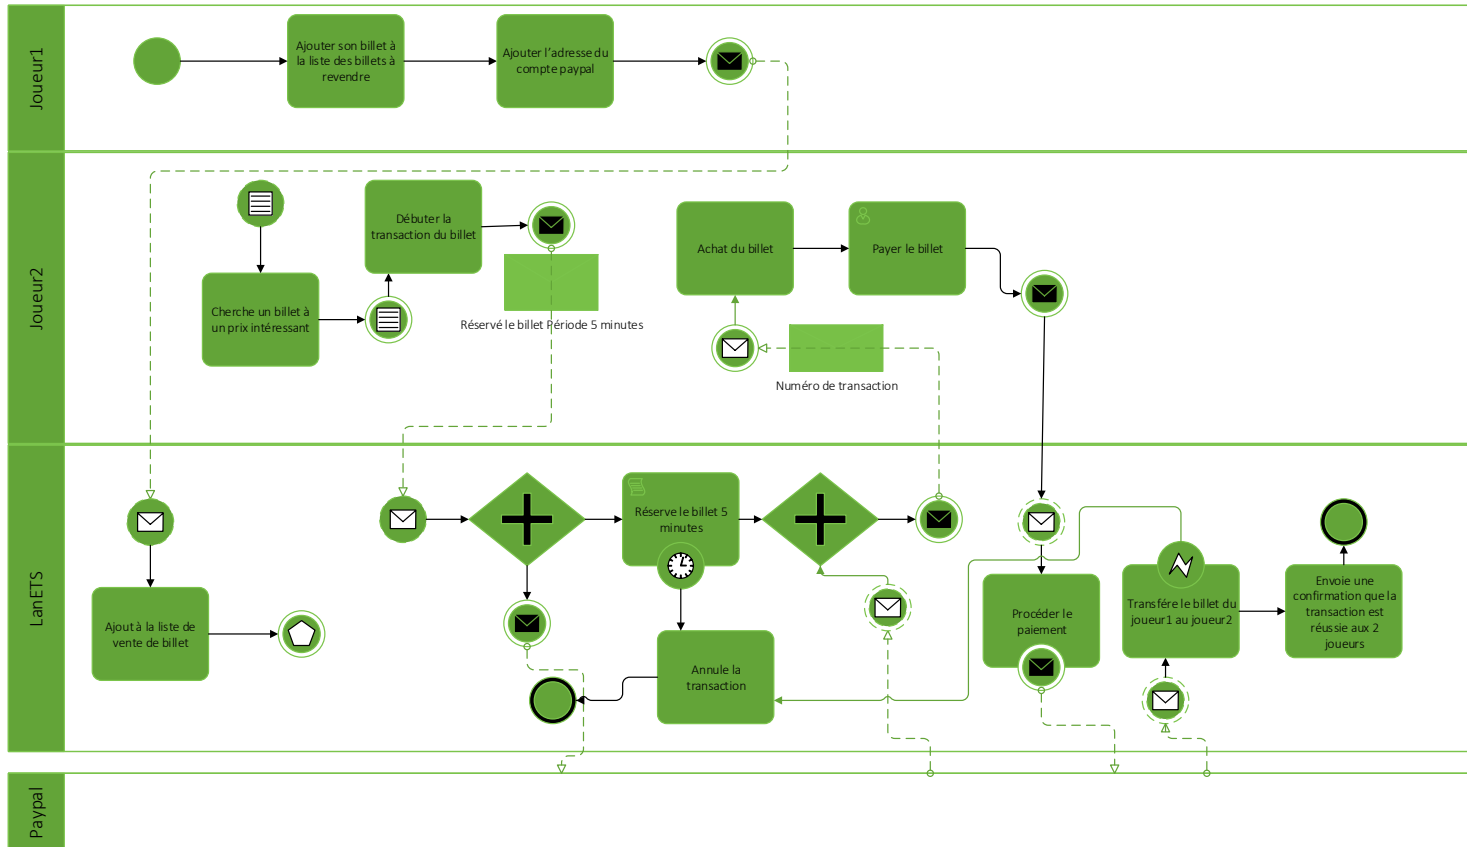 Joueur1
Ajouter son billet à
la liste des billets à
revendre
Ajouter l'adresse du
compte paypal
Joueur2
Cherche un billet à
un prix intéressant
Débuter la
transaction du billet
Réservé le billet Période 5 minutes
Achat du billet
Payer le billet
Numéro de transaction
LanETS
Ajout à la liste de
vente de billet
Réserve le billet 5
minutes
Annule la
transaction
Procéder le
paiement
Transfére le billet du
joueur1 au joueur2
Envoie une
confirmation que la
transaction est
réussie aux 2
joueurs
Paypal